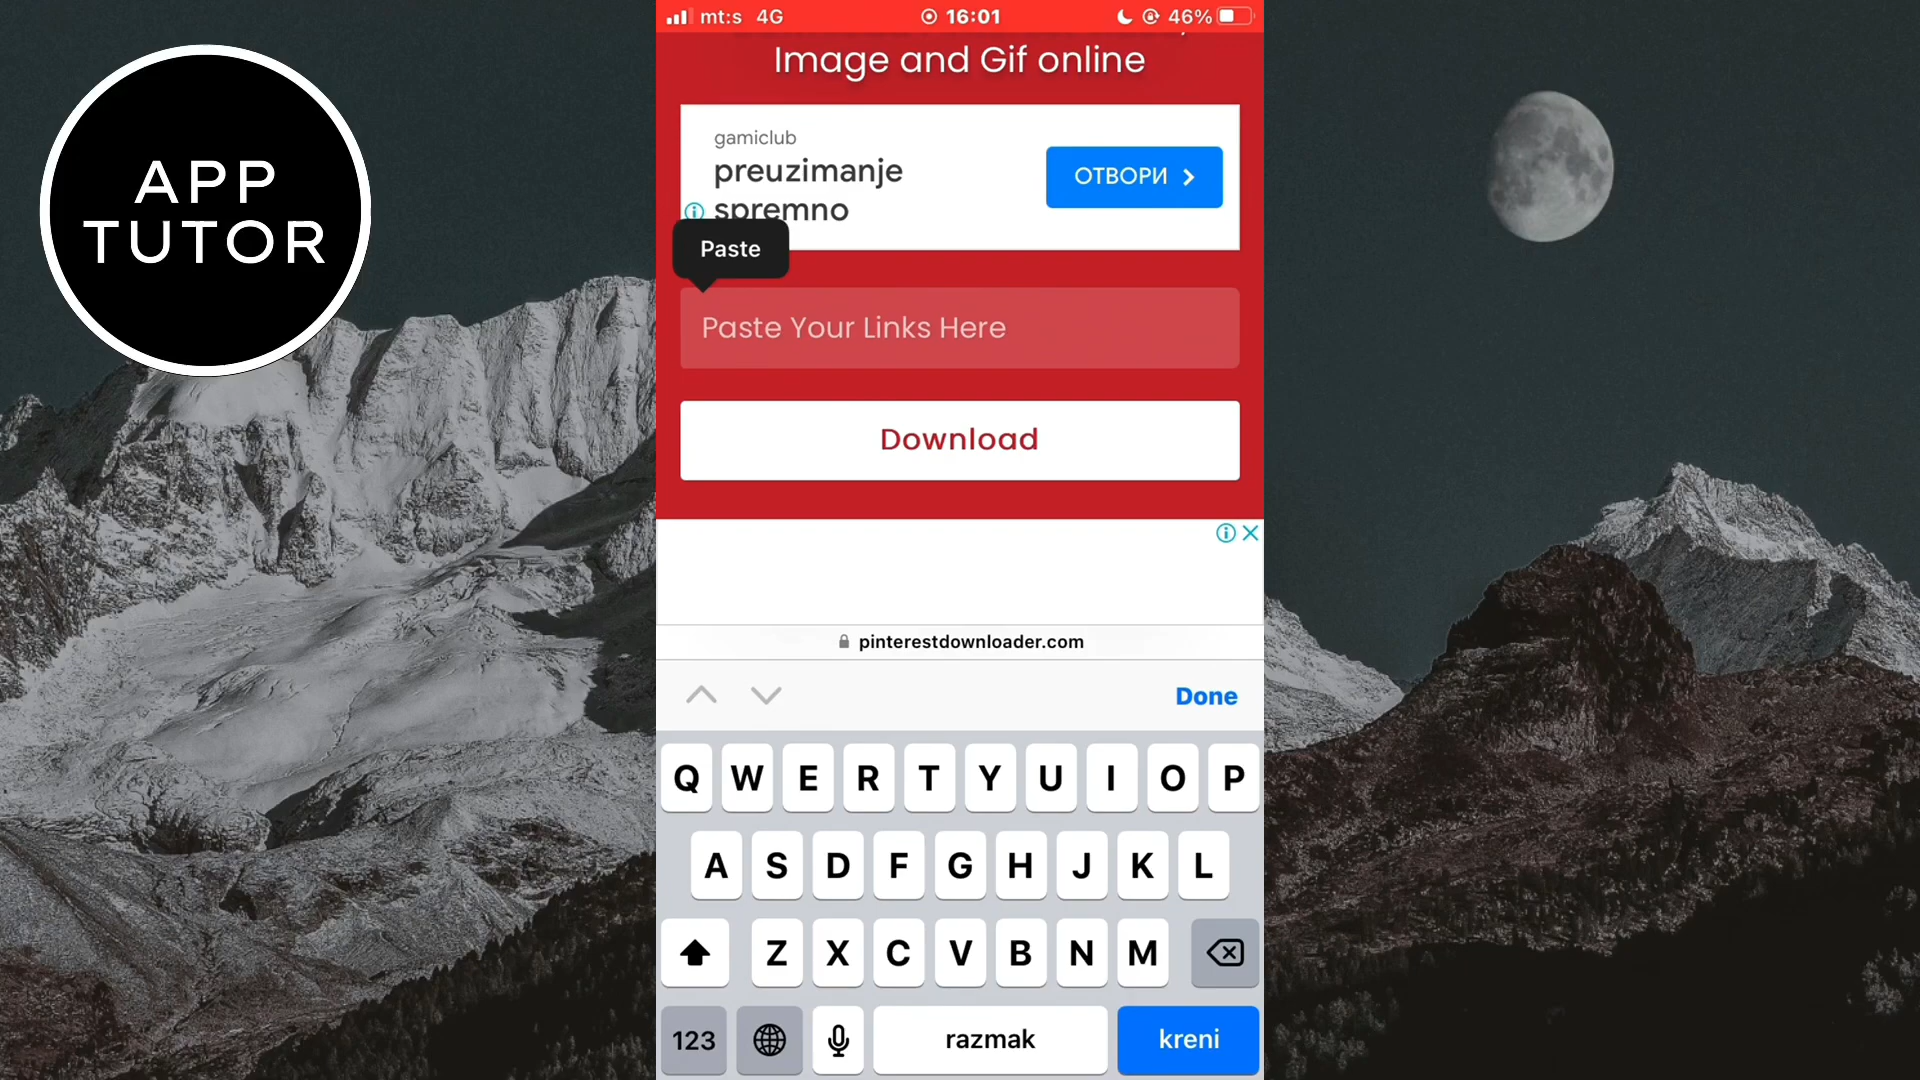 APP
TUTOR
mt:s 4G
16:01
46%
Image and Gif online
gamiclub
preuzimanje
spremno
ОТВОРИ
Paste
Paste Your Links Here
Download
pinterestdownloader.com
Done
Q W E R T Y U I O P
A S D F G H J K L
Z X C V B N M
123
razmak
kreni